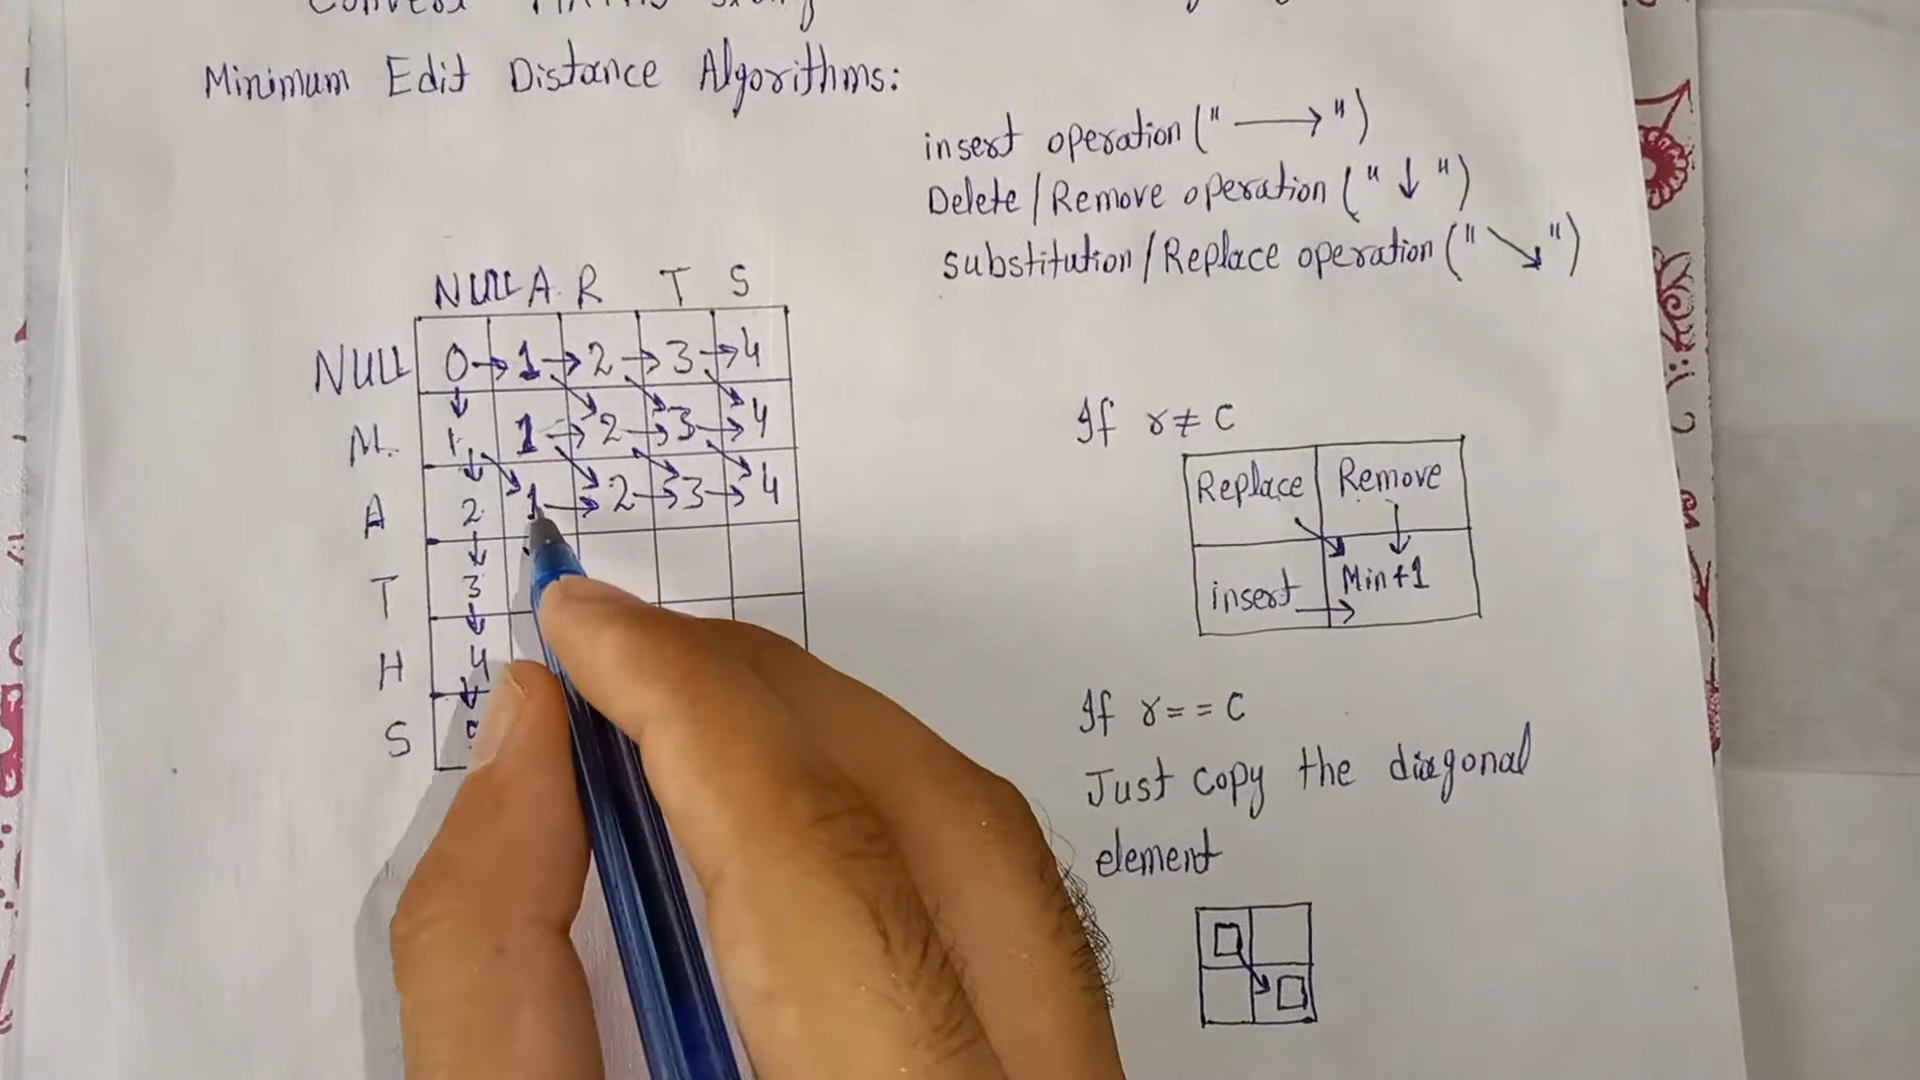 Minimum Edit Distance Algorithms:
insert operation (" → ")
Delete / Remove operation (" ↓ ")
substitution / Replace operation (" ↘ ")
NULL A R T S
NULL 0 → 1 → 2 → 3 → 4
M 1 1 → 2 → 3 → 4
A 2 1 → 2 → 3 → 4
T 3
H 4
S
If r ≠ c
Replace Remove
insert → Min+1
If r == c
Just copy the diagonal
element